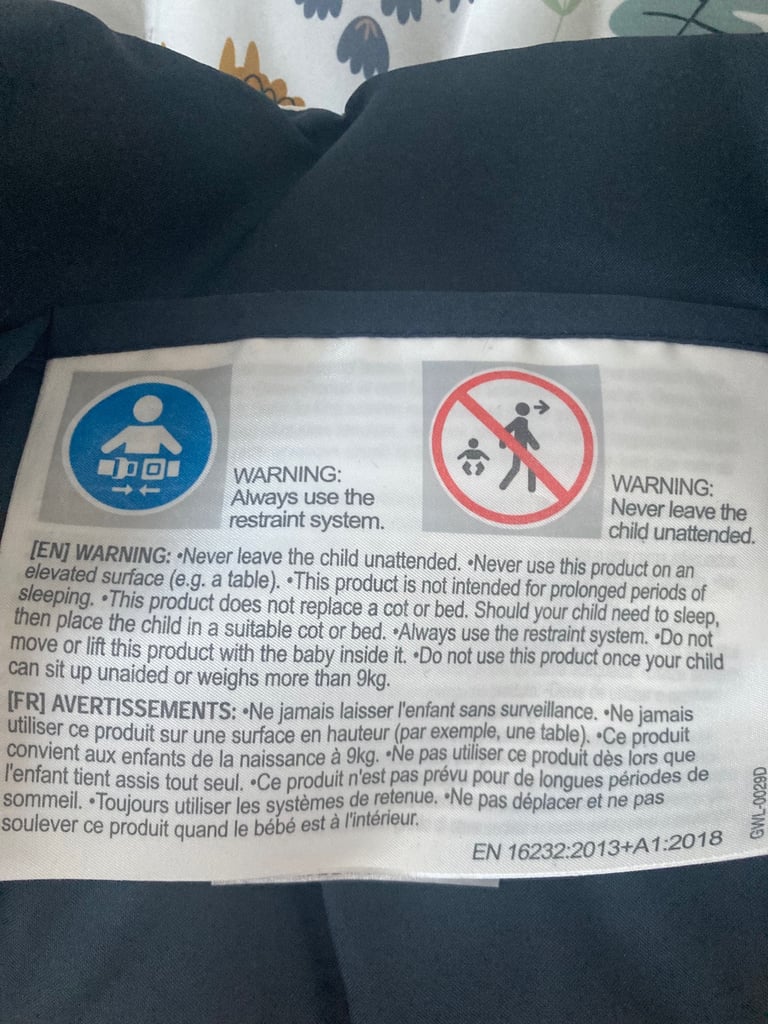 WARNING:
Always use the
restraint system.
WARNING:
Never leave the
child unattended.
[EN] WARNING: •Never leave the child unattended. •Never use this product on an
elevated surface (e.g. a table). •This product is not intended for prolonged periods of
sleeping. •This product does not replace a cot or bed. Should your child need to sleep,
then place the child in a suitable cot or bed. •Always use the restraint system. •Do not
move or lift this product with the baby inside it. •Do not use this product once your child
can sit up unaided or weighs more than 9kg.
[FR] AVERTISSEMENTS: •Ne jamais laisser l'enfant sans surveillance. •Ne jamais
utiliser ce produit sur une surface en hauteur (par exemple, une table). •Ce produit
convient aux enfants de la naissance à 9kg. •Ne pas utiliser ce produit dès lors que
l'enfant tient assis tout seul. •Ce produit n'est pas prévu pour de longues périodes de
sommeil. •Toujours utiliser les systèmes de retenue. •Ne pas déplacer et ne pas
soulever ce produit quand le bébé est à l'intérieur.
EN 16232:2013+A1:2018
GWL-0029D